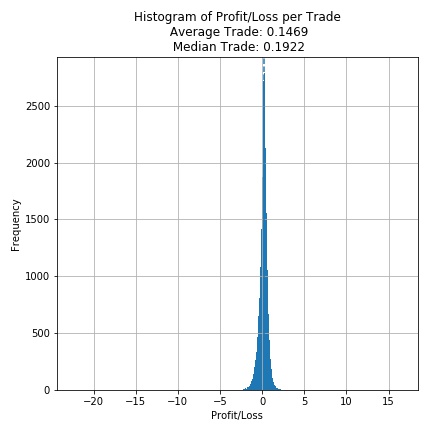 Histogram of Profit/Loss per Trade
Average Trade: 0.1469
Median Trade: 0.1922
2500
2000
1500
1000
500
0
Frequency
−20 −15 −10 −5 0 5 10 15
Profit/Loss